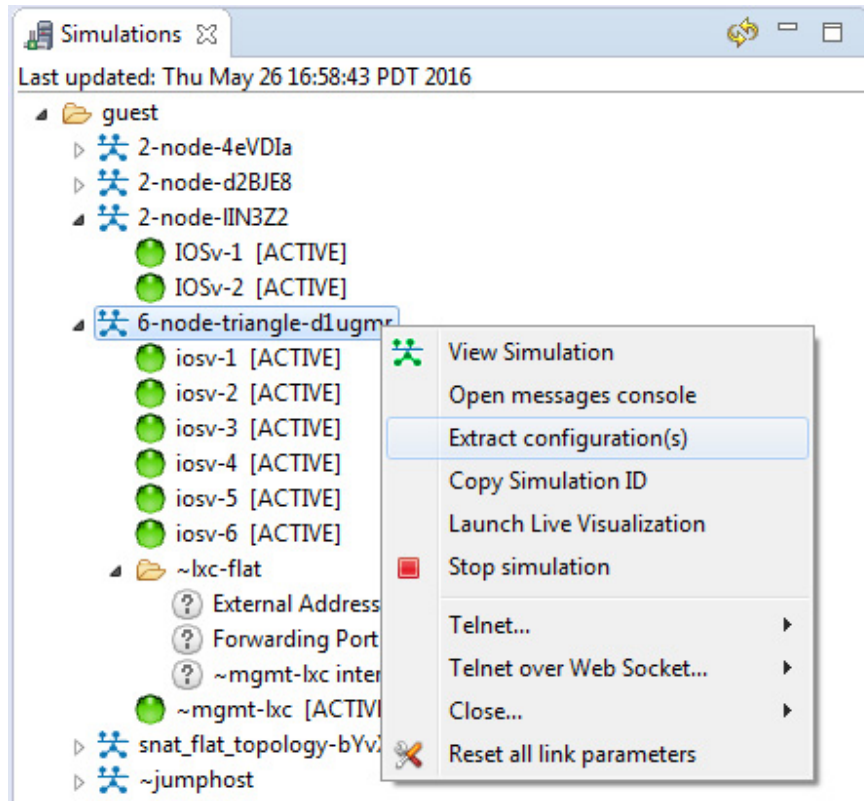 Simulations
Last updated: Thu May 26 16:58:43 PDT 2016
guest
2-node-4eVDIa
2-node-d2BJE8
2-node-lIN3Z2
IOSv-1 [ACTIVE]
IOSv-2 [ACTIVE]
6-node-triangle-d1ugmr
iosv-1 [ACTIVE]
iosv-2 [ACTIVE]
iosv-3 [ACTIVE]
iosv-4 [ACTIVE]
iosv-5 [ACTIVE]
iosv-6 [ACTIVE]
~lxc-flat
External Address
Forwarding Port
~mgmt-lxc inter
~mgmt-lxc [ACTIV
snat_flat_topology-bYv
~jumphost
View Simulation
Open messages console
Extract configuration(s)
Copy Simulation ID
Launch Live Visualization
Stop simulation
Telnet...
Telnet over Web Socket...
Close...
Reset all link parameters